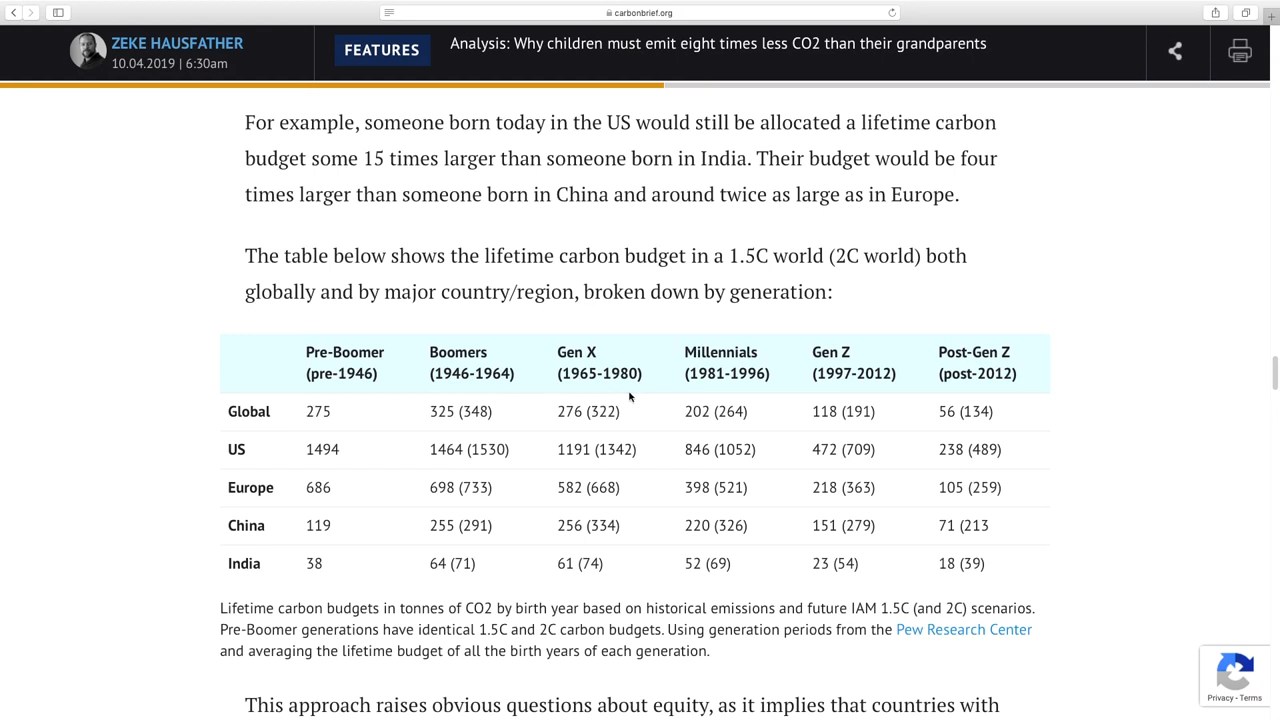 carbonbrief.org
ZEKE HAUSFATHER
10.04.2019 | 6:30am
FEATURES
Analysis: Why children must emit eight times less CO2 than their grandparents
For example, someone born today in the US would still be allocated a lifetime carbon
budget some 15 times larger than someone born in India. Their budget would be four
times larger than someone born in China and around twice as large as in Europe.
The table below shows the lifetime carbon budget in a 1.5C world (2C world) both
globally and by major country/region, broken down by generation:
Pre-Boomer Boomers Gen X Millennials Gen Z Post-Gen Z
(pre-1946) (1946-1964) (1965-1980) (1981-1996) (1997-2012) (post-2012)
Global 275 325 (348) 276 (322) 202 (264) 118 (191) 56 (134)
US 1494 1464 (1530) 1191 (1342) 846 (1052) 472 (709) 238 (489)
Europe 686 698 (733) 582 (668) 398 (521) 218 (363) 105 (259)
China 119 255 (291) 256 (334) 220 (326) 151 (279) 71 (213
India 38 64 (71) 61 (74) 52 (69) 23 (54) 18 (39)
Lifetime carbon budgets in tonnes of CO2 by birth year based on historical emissions and future IAM 1.5C (and 2C) scenarios.
Pre-Boomer generations have identical 1.5C and 2C carbon budgets. Using generation periods from the Pew Research Center
and averaging the lifetime budget of all the birth years of each generation.
Privacy - Terms
This approach raises obvious questions about equity, as it implies that countries with